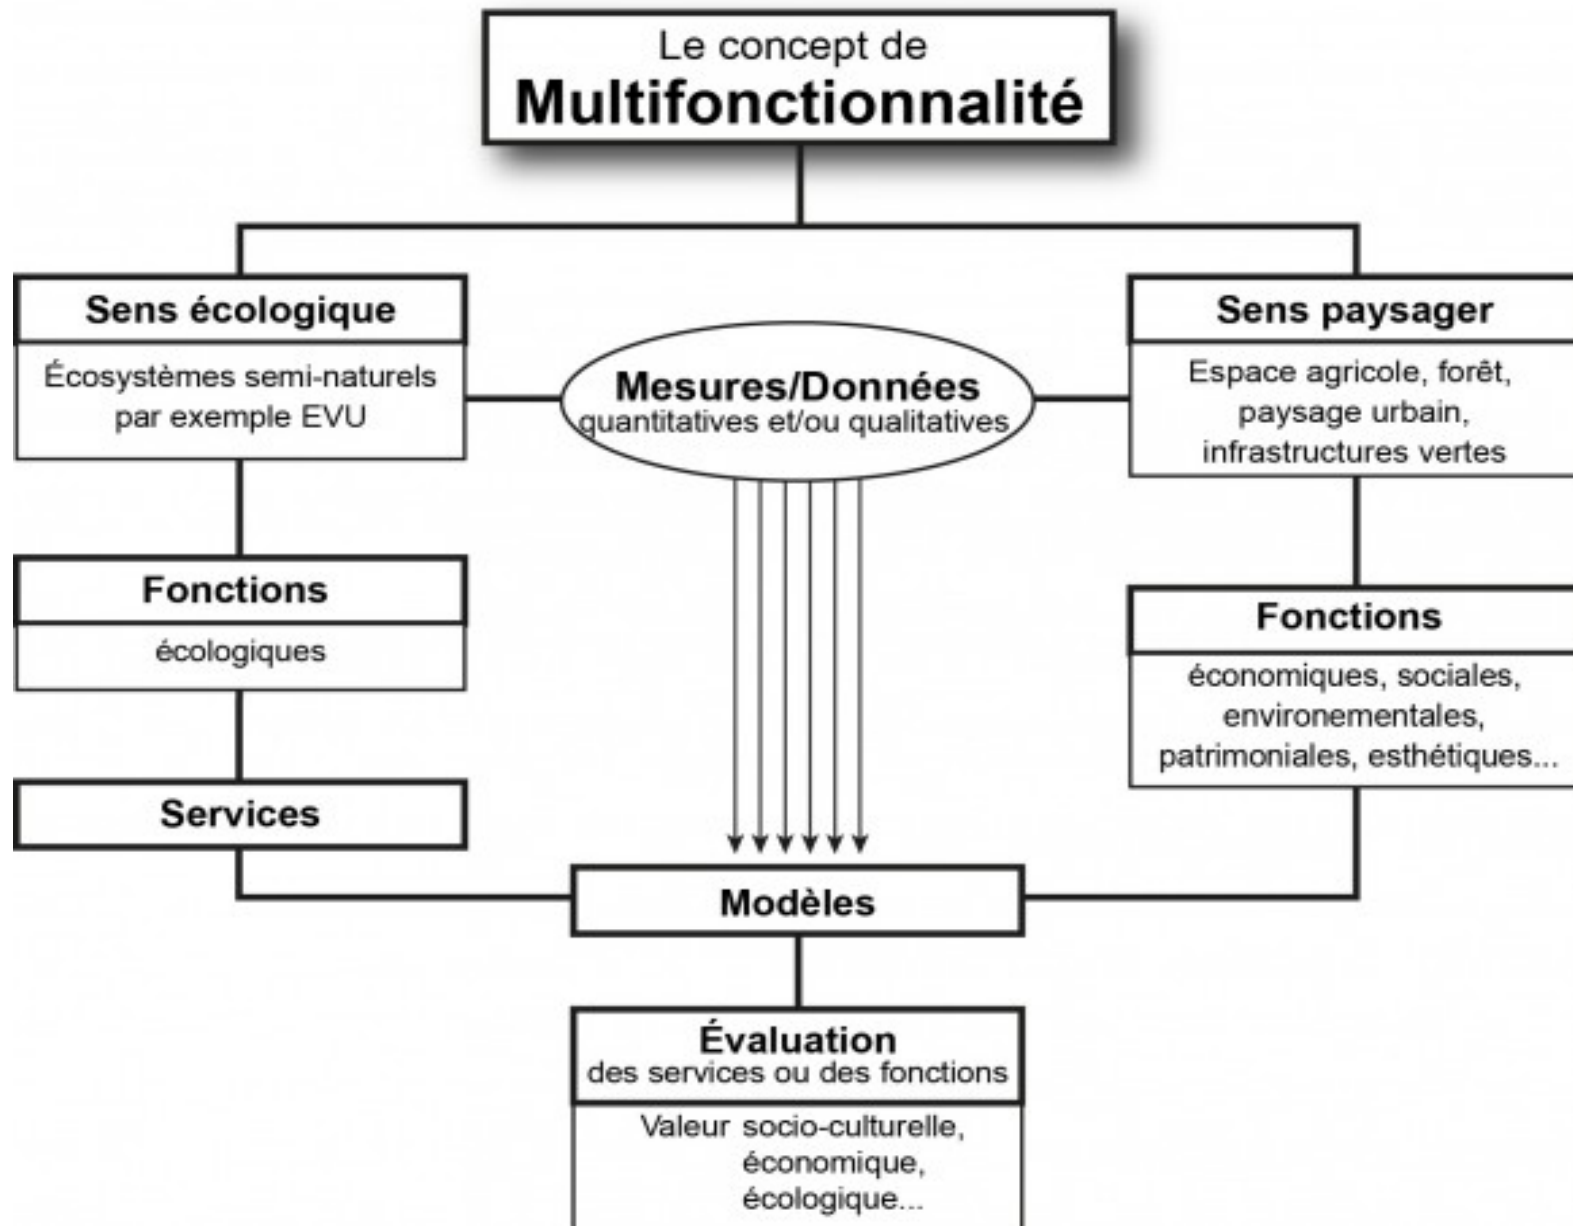 Le concept de
Multifonctionnalité
Sens écologique
Écosystèmes semi-naturels
par exemple EVU
Mesures/Données
quantitatives et/ou qualitatives
Sens paysager
Espace agricole, forêt,
paysage urbain,
infrastructures vertes
Fonctions
écologiques
Fonctions
économiques, sociales,
environementales,
patrimoniales, esthétiques...
Services
Modèles
Évaluation
des services ou des fonctions
Valeur socio-culturelle,
économique,
écologique...